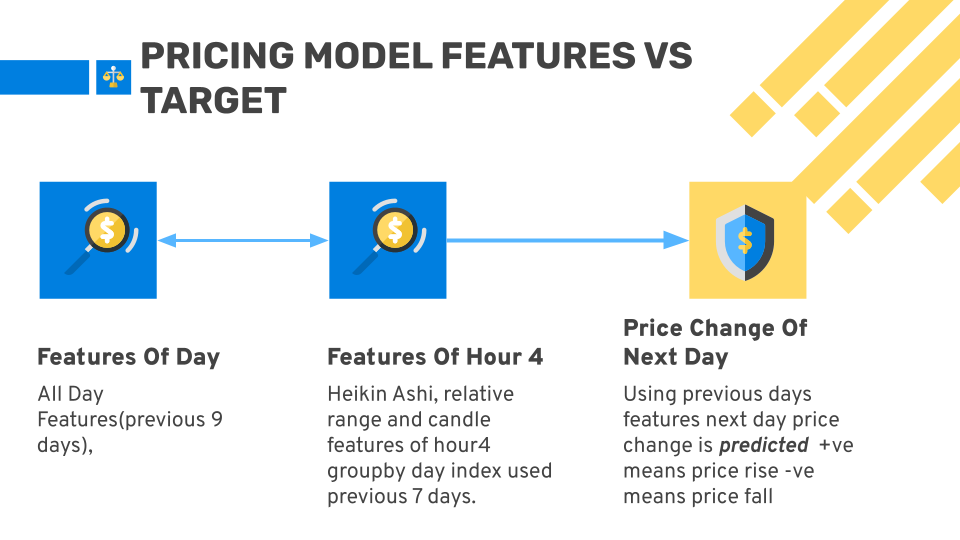 PRICING MODEL FEATURES VS
TARGET
Features Of Day
All Day
Features(previous 9
days),
Features Of Hour 4
Heikin Ashi, relative
range and candle
features of hour4
groupby day index used
previous 7 days.
Price Change Of
Next Day
Using previous days
features next day price
change is predicted +ve
means price rise -ve
means price fall